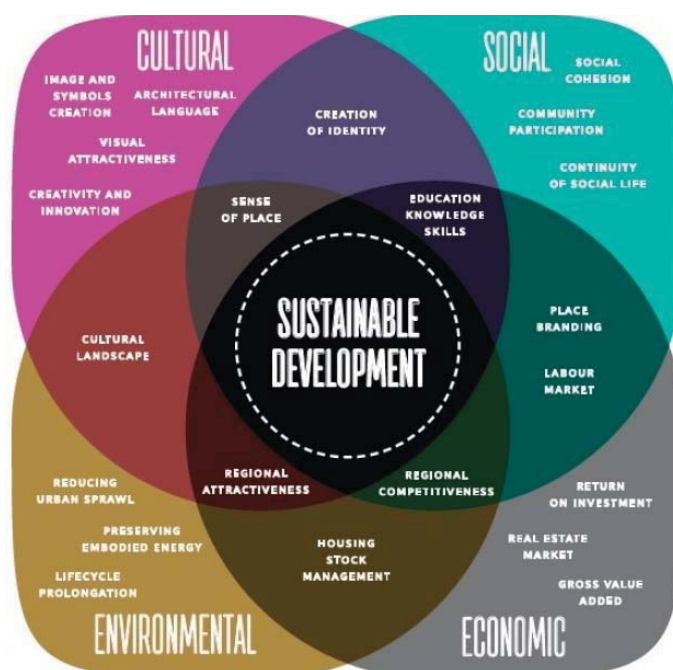 CULTURAL
SOCIAL
IMAGE AND
SYMBOLS
CREATION
ARCHITECTURAL
LANGUAGE
VISUAL
ATTRACTIVENESS
CREATIVITY AND
INNOVATION
CREATION
OF IDENTITY
SOCIAL
COHESION
COMMUNITY
PARTICIPATION
CONTINUITY
OF SOCIAL LIFE
SENSE
OF PLACE
EDUCATION
KNOWLEDGE
SKILLS
CULTURAL
LANDSCAPE
SUSTAINABLE
DEVELOPMENT
PLACE
BRANDING
LABOUR
MARKET
REGIONAL
ATTRACTIVENESS
REGIONAL
COMPETITIVENESS
REDUCING
URBAN SPRAWL
PRESERVING
EMBODIED ENERGY
LIFECYCLE
PROLONGATION
HOUSING
STOCK
MANAGEMENT
RETURN
ON INVESTMENT
REAL ESTATE
MARKET
GROSS VALUE
ADDED
ENVIRONMENTAL
ECONOMIC